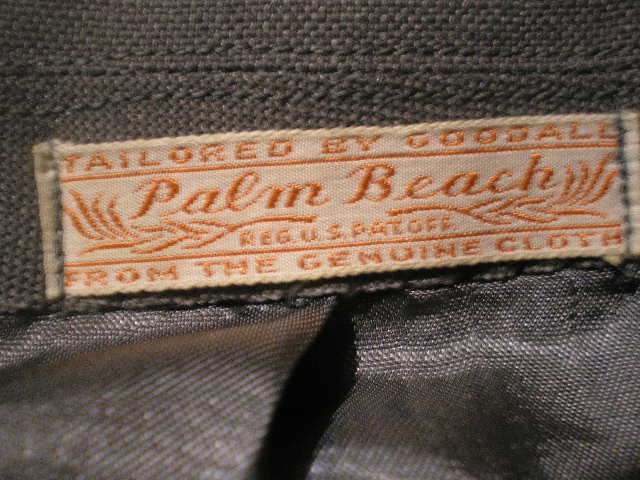 TAILORED BY GOODALL
Palm Beach
REG. U.S. PAT. OFF.
FROM THE GENUINE CLOTH